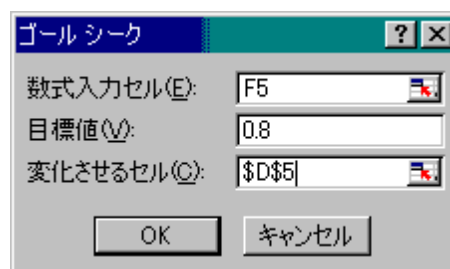 ゴール シーク
数式入力セル(E): F5
目標値(V): 0.8
変化させるセル(C): $D$5
OK キャンセル